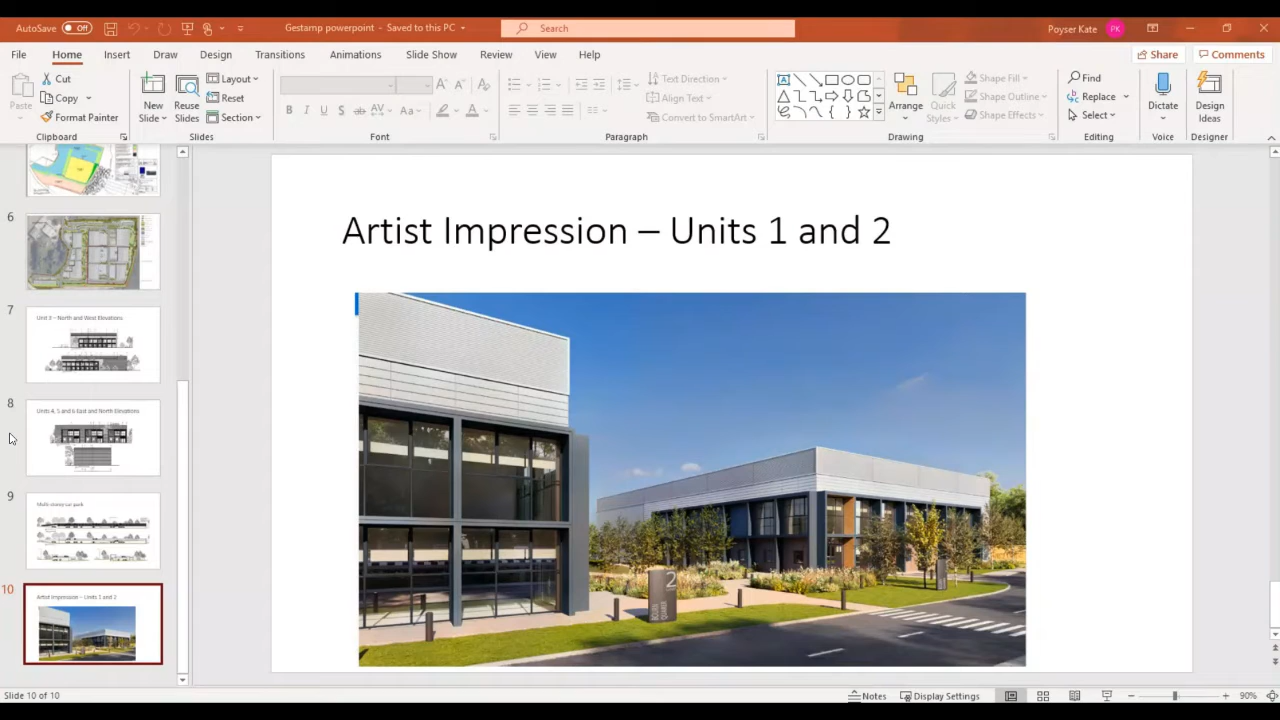 AutoSave Off
Gestamp powerpoint - Saved to this PC
Search
Poyser Kate PK
File Home Insert Draw Design Transitions Animations Slide Show Review View Help
Share Comments
Paste
Cut
Copy
Format Painter
Clipboard
New Slides
Reuse Slides
Layout
Reset
Section
Slides
B I U S ab AV Aa A
Font
Text Direction
Align Text
Convert to SmartArt
Paragraph
Arrange
Quick Styles
Shape Fill
Shape Outline
Shape Effects
Drawing
Find
Replace
Select
Editing
Dictate
Voice
Design Ideas
Designer
6
7
Unit 3 – North and West Elevations
8
Units 4, 5 and 6 East and North Elevations
9
Multi-storey car park
10
Artist Impression – Units 1 and 2
Artist Impression – Units 1 and 2
2
Slide 10 of 10
Notes Display Settings
90%